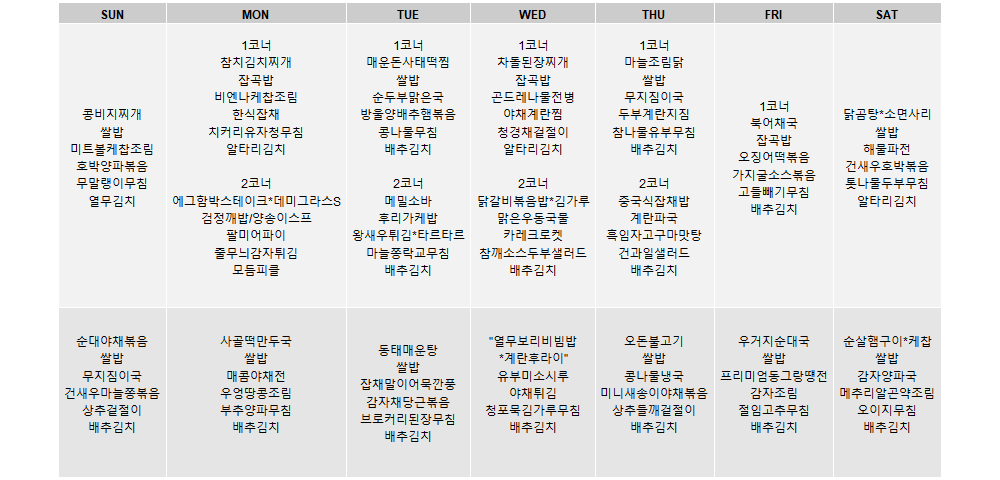 SUN
MON
TUE
WED
THU
FRI
SAT
콩비지찌개
쌀밥
미트볼케찹조림
호박양파볶음
무말랭이무침
열무김치
1코너
참치김치찌개
잡곡밥
비엔나케찹조림
한식잡채
치커리유자청무침
알타리김치
2코너
에그함박스테이크*데미그라스S
검정깨밥/양송이스프
팔미어파이
줄무늬감자튀김
모듬피클
1코너
매운돈사태떡찜
쌀밥
순두부맑은국
방울양배추햄볶음
콩나물무침
배추김치
2코너
메밀소바
후리가케밥
왕새우튀김*타르타르
마늘쫑락교무침
배추김치
1코너
차돌된장찌개
잡곡밥
곤드레나물전병
야채계란찜
청경채겉절이
알타리김치
2코너
닭갈비볶음밥*김가루
맑은우동국물
카레크로켓
참깨소스두부샐러드
배추김치
1코너
마늘조림닭
쌀밥
무지짐이국
두부계란지짐
참나물유부무침
배추김치
2코너
중국식잡채밥
계란파국
흑임자고구마맛탕
건과일샐러드
배추김치
1코너
북어채국
잡곡밥
오징어떡볶음
가지굴소스볶음
고들빼기무침
배추김치
닭곰탕*소면사리
쌀밥
해물파전
건새우호박볶음
톳나물두부무침
알타리김치
순대야채볶음
쌀밥
무지짐이국
건새우마늘쫑볶음
상추겉절이
배추김치
사골떡만두국
쌀밥
매콤야채전
우엉땅콩조림
부추양파무침
배추김치
동태매운탕
쌀밥
잡채말이어묵깐풍
감자채당근볶음
브로커리된장무침
배추김치
"열무보리비빔밥
*계란후라이"
유부미소시루
야채튀김
청포묵김가루무침
배추김치
오돈불고기
쌀밥
콩나물냉국
미니새송이야채볶음
상추들깨겉절이
배추김치
우거지순대국
쌀밥
프리미엄동그랑땡전
감자조림
절임고추무침
배추김치
순살햄구이*케찹
쌀밥
감자양파국
메추리알곤약조림
오이지무침
배추김치